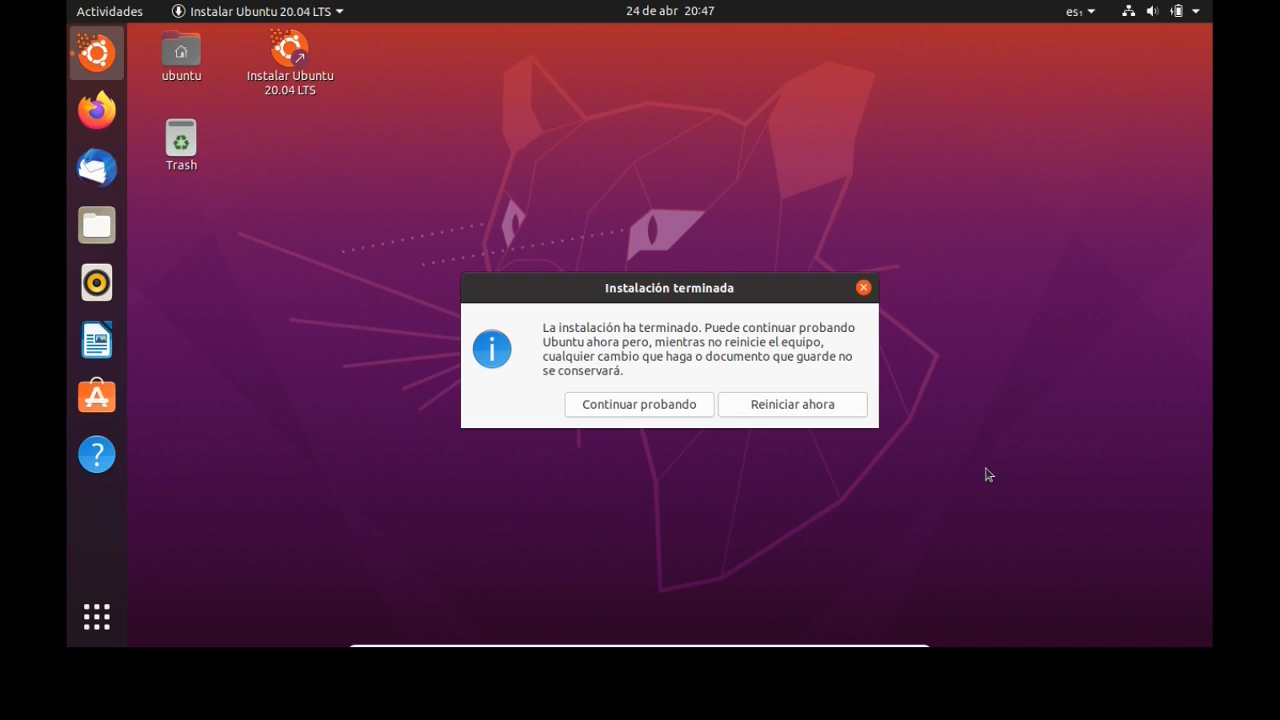 Actividades
Instalar Ubuntu 20.04 LTS
24 de abr 20:47
es₁
ubuntu
Instalar Ubuntu
20.04 LTS
Trash
Instalación terminada
La instalación ha terminado. Puede continuar probando
Ubuntu ahora pero, mientras no reinicie el equipo,
cualquier cambio que haga o documento que guarde no
se conservará.
Continuar probando
Reiniciar ahora